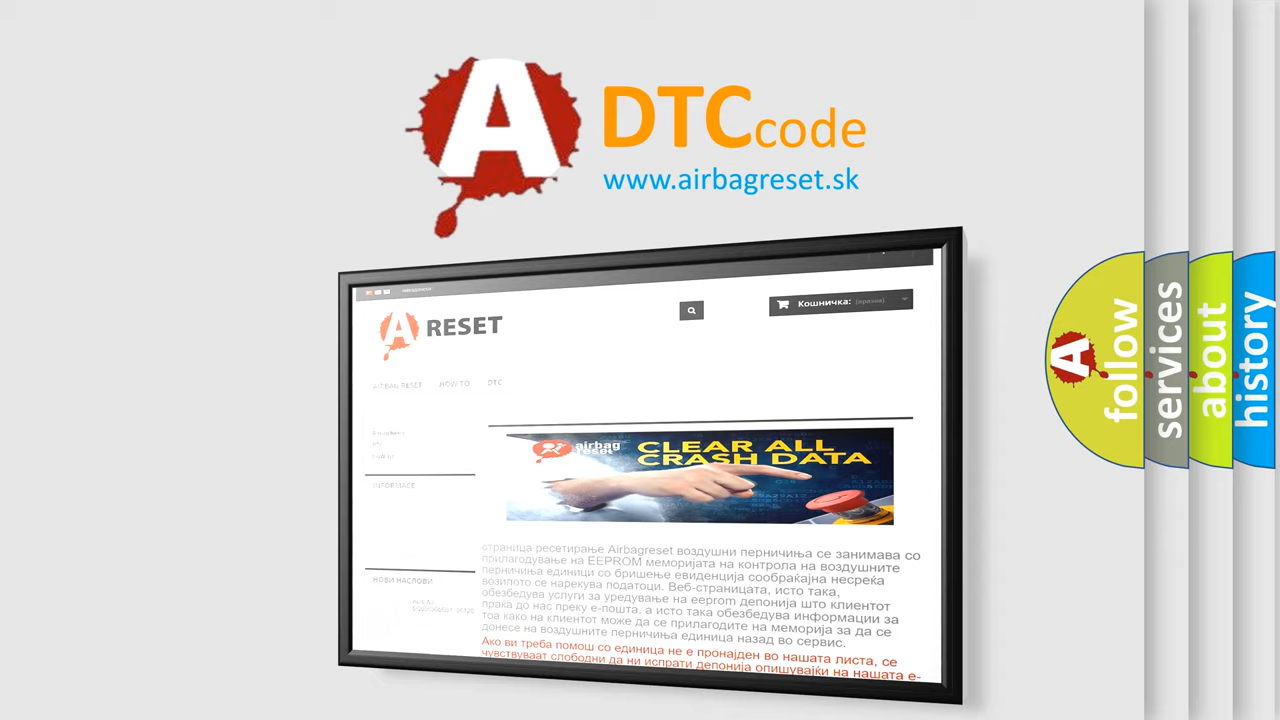 A DTC code
www.airbagreset.sk
A RESET
Кошничка: (празни)
AIRBAG RESET HOW TO DTC
INFORMACE
airbag reset CLEAR ALL
CRASH DATA
страница ресетирање Airbagreset воздушни перничиња се занимава со
прилагодување на EEPROM меморијата на контрола на воздушните
перничиња единици со бришење евиденција сообраќајна несреќа
возилото се нарекува податоци. Веб-страницата, исто така,
обезбедува услуги за уредување на eeprom депонија што клиентот
праќа до нас преку е-пошта, а исто така обезбедува информации за
тоа како на клиентот може да се прилагодите на меморија за да се
донесе на воздушните перничиња единица назад во сервис.
Ако ви треба помош со единица не е пронајден во нашата листа, се
чувствуваат слободни да ни испрати депонија опишувајќи на нашата е-
НОВИ НАСЛОВИ
A follow
services
about
history